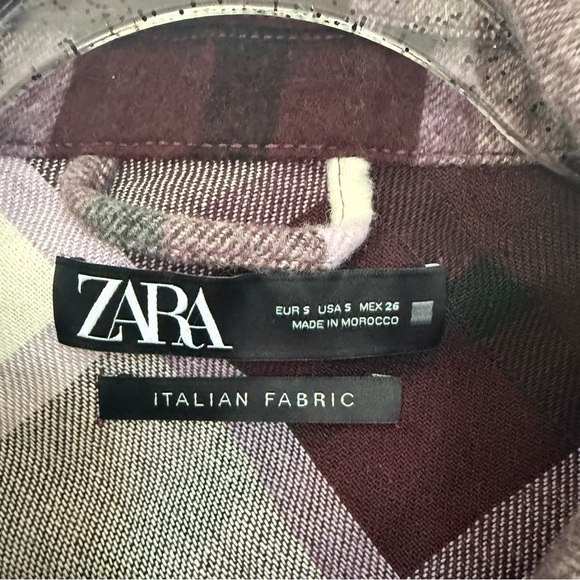 ZARA
EUR S USA S MEX 26
MADE IN MOROCCO
ITALIAN FABRIC